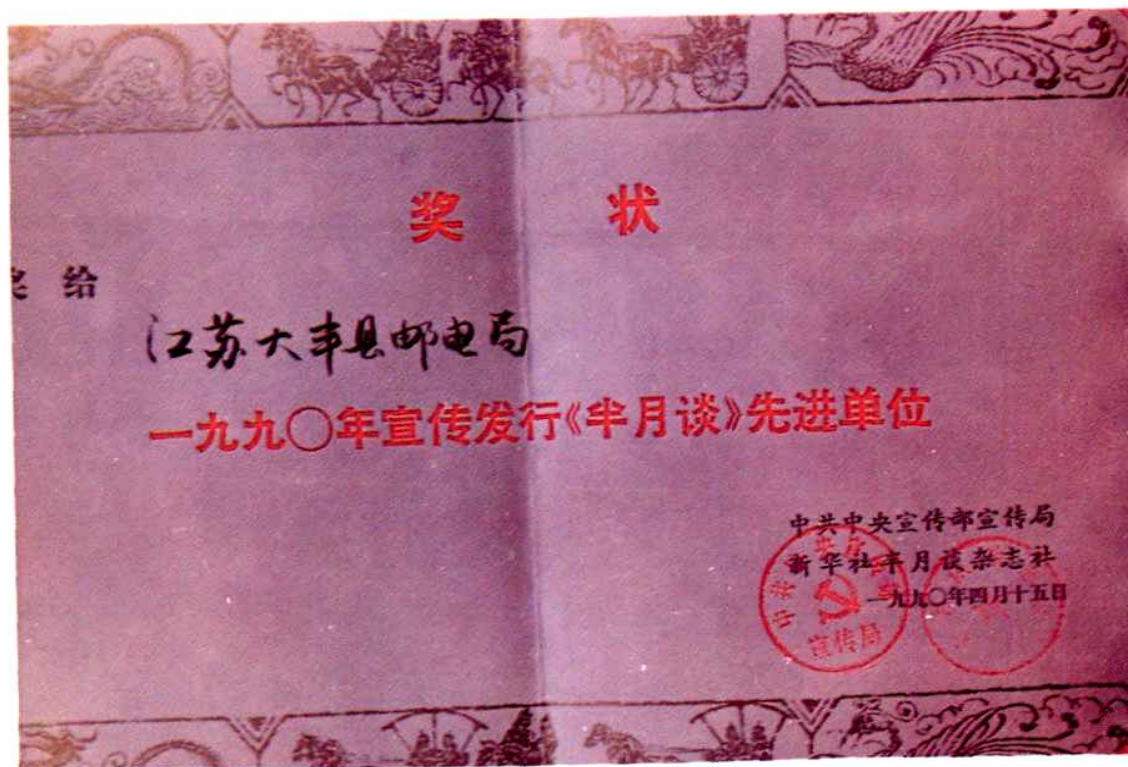 奖 状
奖 给
江苏大丰县邮电局
一九九〇年宣传发行《半月谈》先进单位
中共中央宣传部宣传局
新华社半月谈杂志社
一九九〇年四月十五日
宣传局